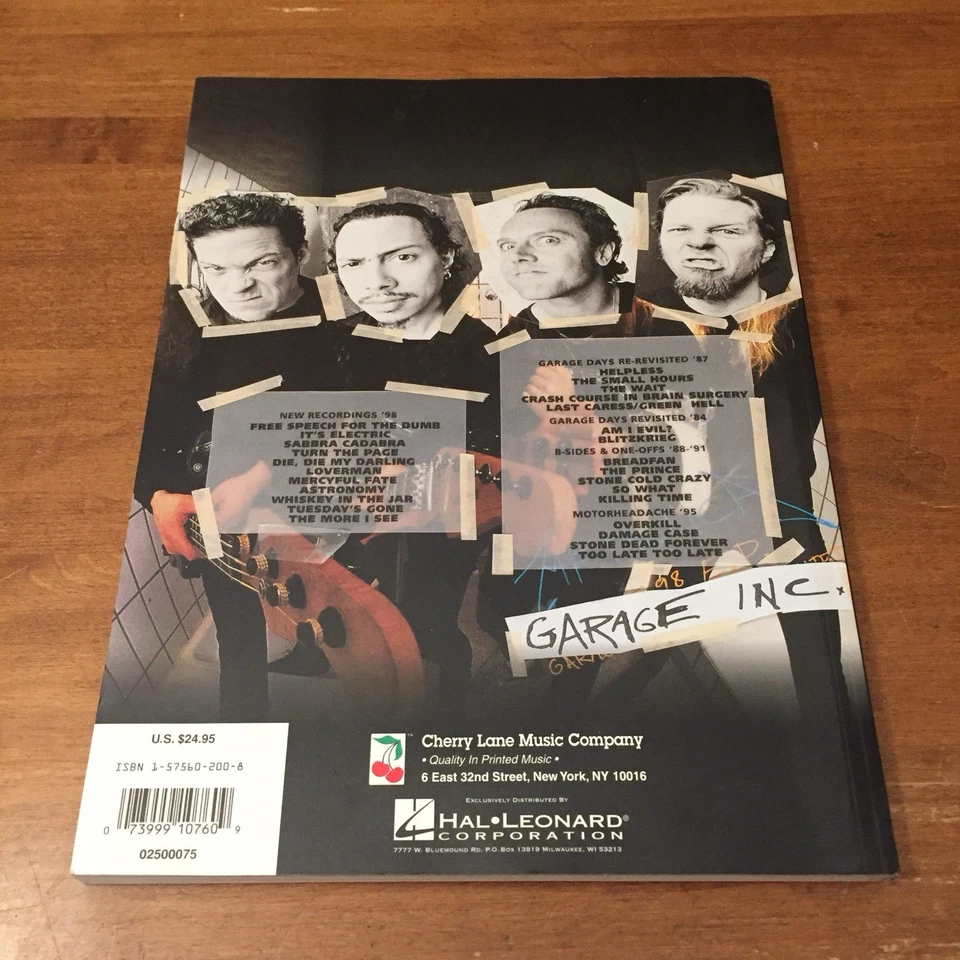 NEW RECORDINGS '98
FREE SPEECH FOR THE DUMB
IT'S ELECTRIC
SABBRA CADABRA
TURN THE PAGE
DIE, DIE MY DARLING
LOVERMAN
MERCYFUL FATE
ASTRONOMY
WHISKEY IN THE JAR
TUESDAY'S GONE
THE MORE I SEE
GARAGE DAYS RE-REVISITED '87
HELPLESS
THE SMALL HOURS
THE WAIT
CRASH COURSE IN BRAIN SURGERY
LAST CARESS/GREEN HELL
GARAGE DAYS REVISITED '84
AM I EVIL?
BLITZKRIEG
B-SIDES & ONE-OFFS '88-'91
BREADFAN
THE PRINCE
STONE COLD CRAZY
SO WHAT
KILLING TIME
MOTORHEADACHE '95
OVERKILL
DAMAGE CASE
STONE DEAD FOREVER
TOO LATE TOO LATE
'98
GARAGE INC.
U.S. $24.95
ISBN 1-57560-200-8
0 73999 10760 9
02500075
Cherry Lane Music Company
• Quality In Printed Music •
6 East 32nd Street, New York, NY 10016
EXCLUSIVELY DISTRIBUTED BY
HAL•LEONARD®
CORPORATION
7777 W. BLUEMOUND RD. P.O. BOX 13819 MILWAUKEE, WI 53213